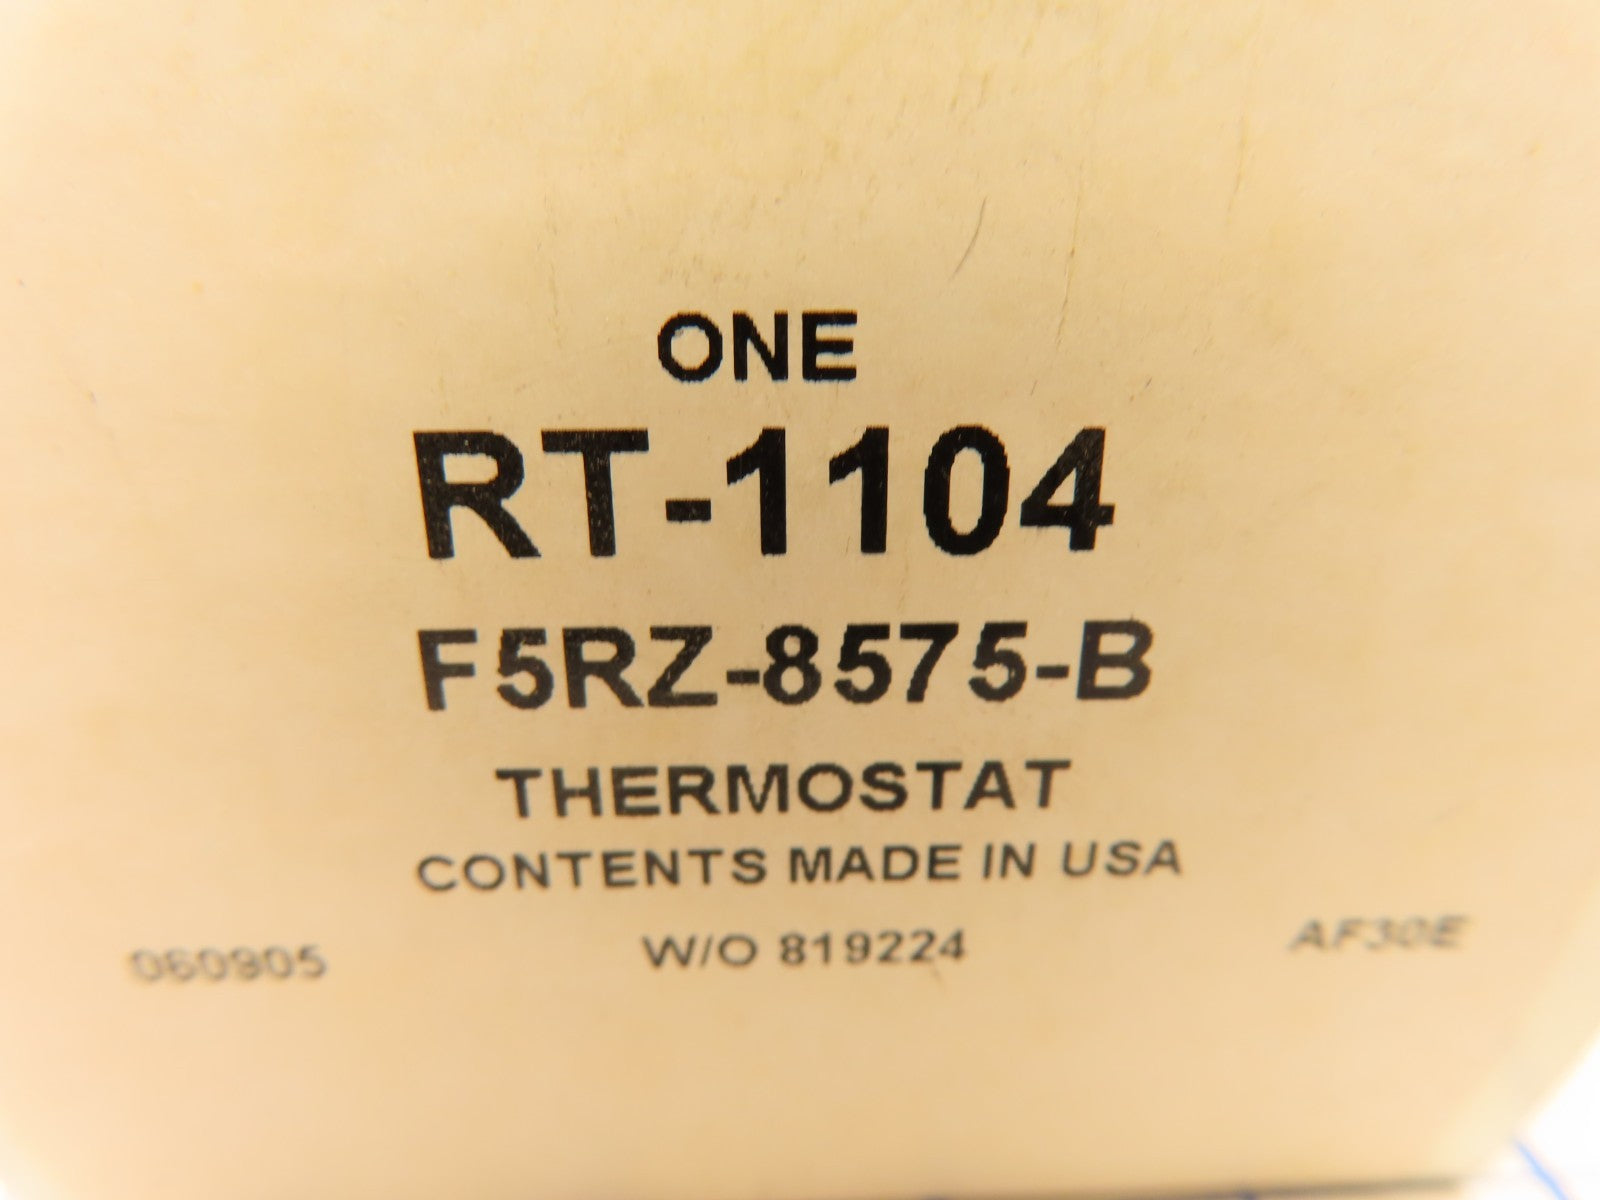 ONE
RT-1104
F5RZ-8575-B
THERMOSTAT
CONTENTS MADE IN USA
060905 W/O 819224 AF30E